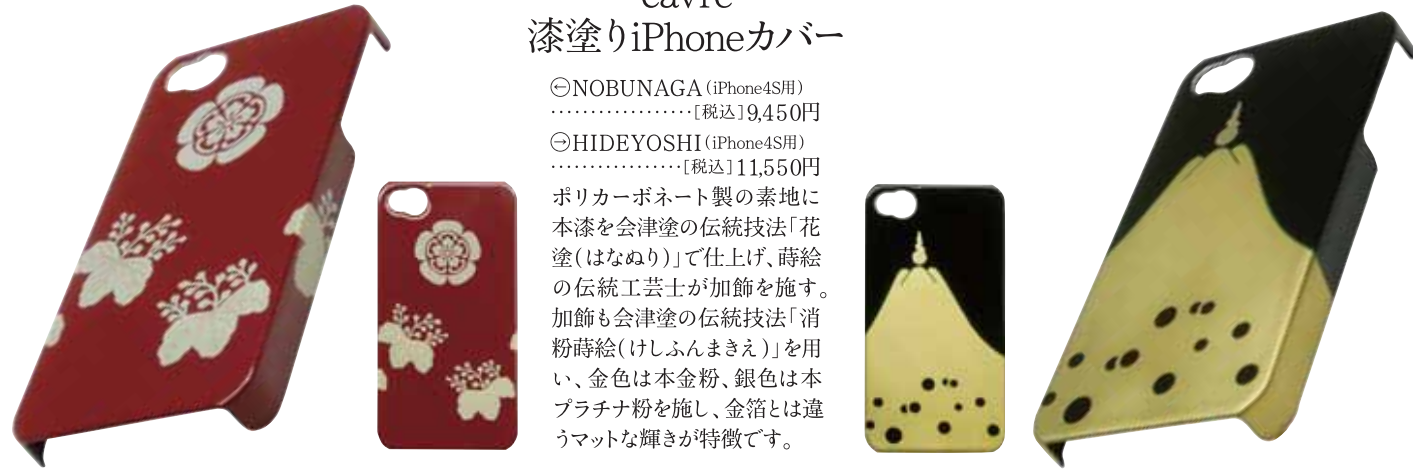 漆塗りiPhoneカバー
←NOBUNAGA(iPhone4S用)
··················[税込]9,450円
→HIDEYOSHI(iPhone4S用)
·················[税込]11,550円
ポリカーボネート製の素地に
本漆を会津塗の伝統技法「花
塗(はなぬり)」で仕上げ、蒔絵
の伝統工芸士が加飾を施す。
加飾も会津塗の伝統技法「消
粉蒔絵(けしふんまきえ)」を用
い、金色は本金粉、銀色は本
プラチナ粉を施し、金箔とは違
うマットな輝きが特徴です。